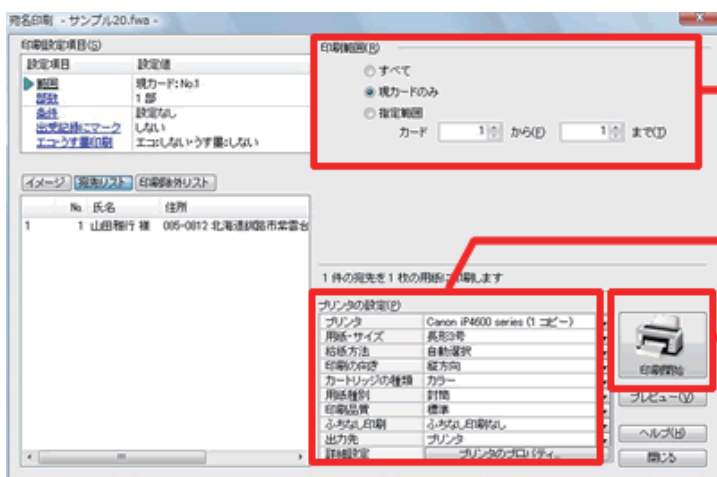 宛名印刷 - サンプル20.fwa -
印刷設定項目(S)
設定項目 設定値
範囲 現カード:No.1
部数 1 部
条件 設定なし
出受記録にマーク しない
エコ・うす墨印刷 エコ:しない・うす墨:しない
イメージ 宛先リスト 印刷除外リスト
No. 氏名 住所
1 1 山田雅行 様 085-0812 北海道釧路市紫雲台
印刷範囲(R)
すべて
現カードのみ
指定範囲
カード 1 から(F) 1 まで(T)
1 件の宛先を 1 枚の用紙に印刷します
プリンタの設定(P)
プリンタ Canon iP4600 series (1 コピー)
用紙・サイズ 長形3号
給紙方法 自動選択
印刷の向き 縦方向
カートリッジの種類 カラー
用紙種別 封筒
印刷品質 標準
ふちなし印刷 ふちなし印刷なし
出力先 プリンタ
詳細設定 プリンタのプロパティ...
印刷開始
プレビュー(V)
ヘルプ(H)
閉じる